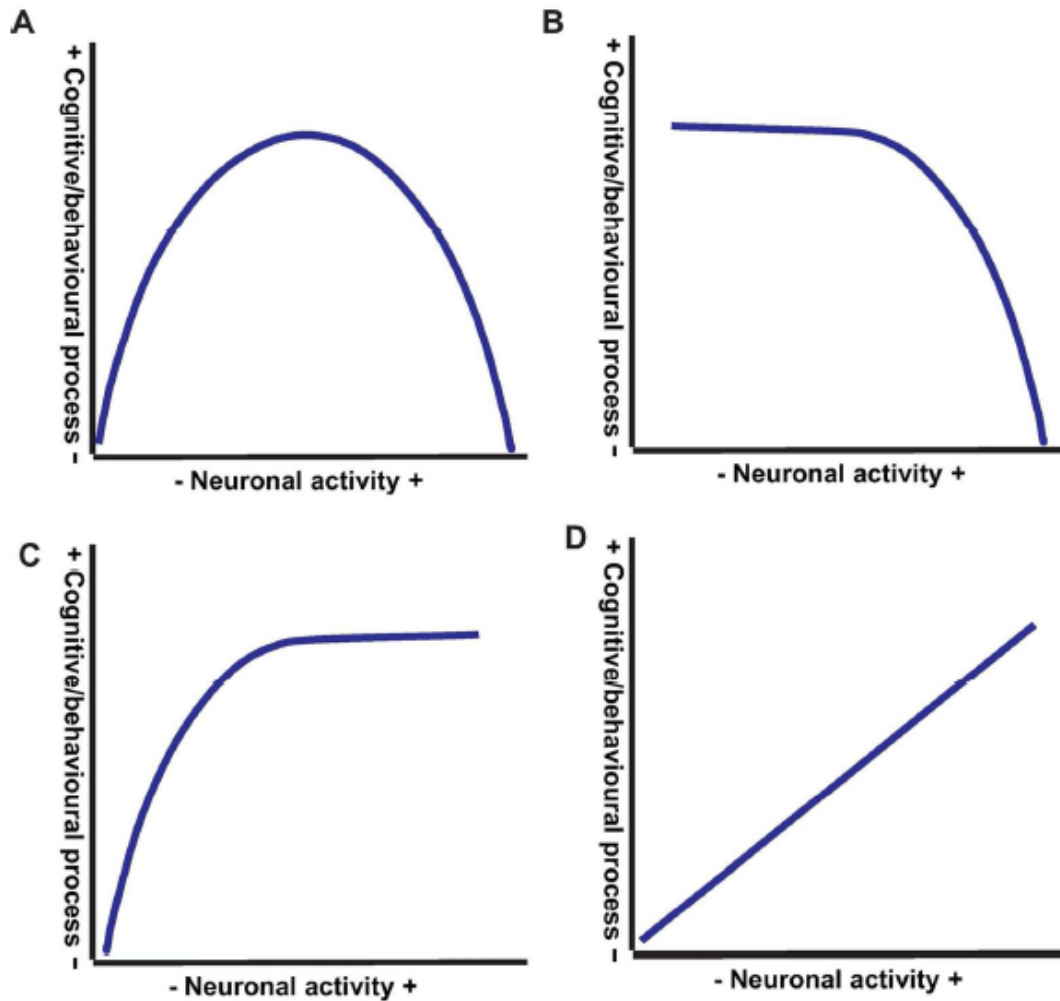 A
- Cognitive/behavioural process +
- Neuronal activity +
B
- Cognitive/behavioural process +
- Neuronal activity +
C
- Cognitive/behavioural process +
- Neuronal activity +
D
- Cognitive/behavioural process +
- Neuronal activity +